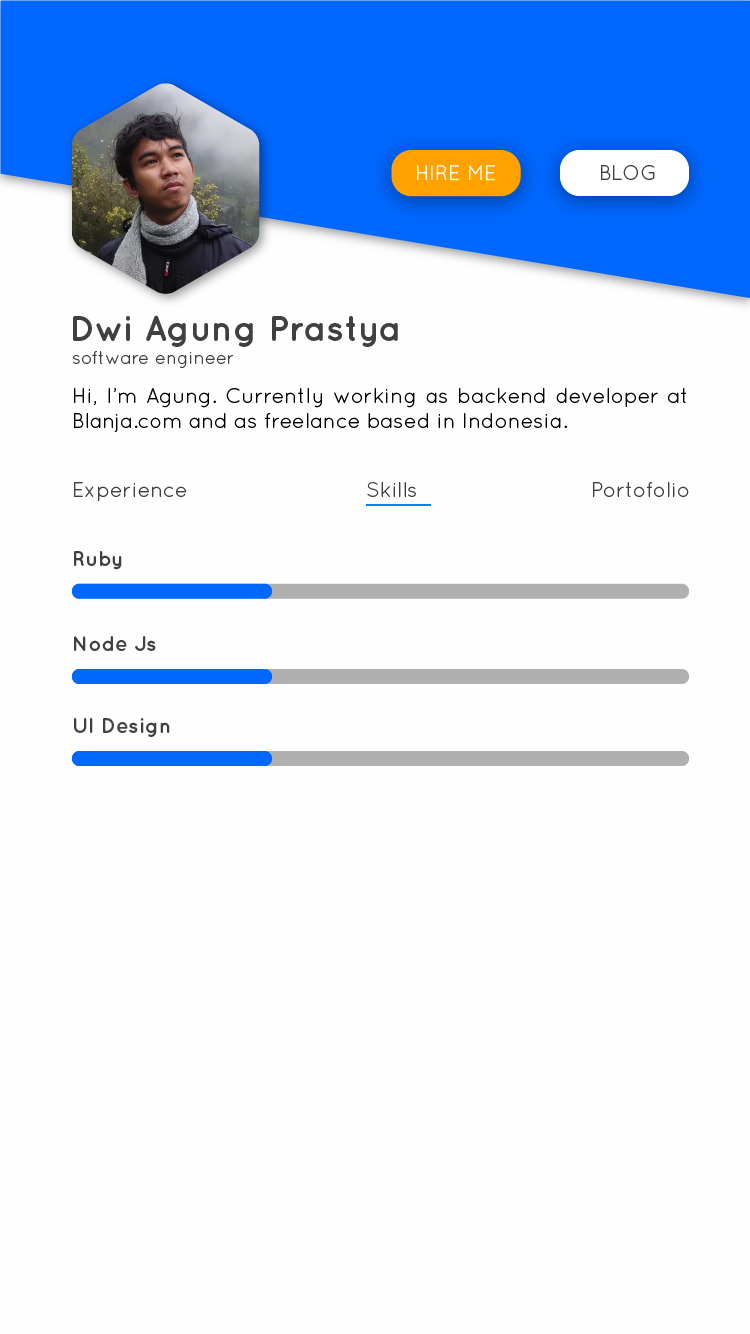 HIRE ME
BLOG
Dwi Agung Prastya
software engineer
Hi, I’m Agung. Currently working as backend developer at
Blanja.com and as freelance based in Indonesia.
Experience
Skills
Portofolio
Ruby
Node Js
UI Design